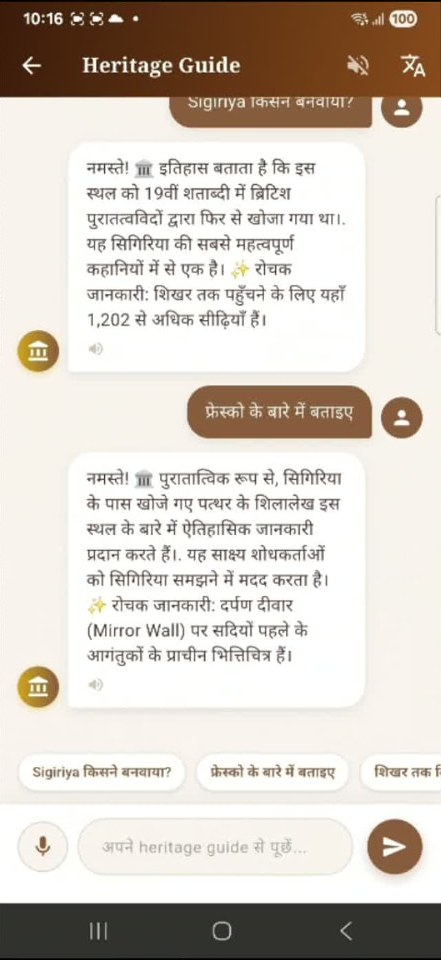 10:16
100
Heritage Guide
Sigiriya किसने बनवाया?
नमस्ते! 🏛 इतिहास बताता है कि इस
स्थल को 19वीं शताब्दी में ब्रिटिश
पुरातत्वविदों द्वारा फिर से खोजा गया था।.
यह सिगिरिया की सबसे महत्वपूर्ण
कहानियों में से एक है। ✨ रोचक
जानकारी: शिखर तक पहुँचने के लिए यहाँ
1,202 से अधिक सीढ़ियाँ हैं।
फ्रेस्को के बारे में बताइए
नमस्ते! 🏛 पुरातात्विक रूप से, सिगिरिया
के पास खोजे गए पत्थर के शिलालेख इस
स्थल के बारे में ऐतिहासिक जानकारी
प्रदान करते हैं।. यह साक्ष्य शोधकर्ताओं
को सिगिरिया समझने में मदद करता है।
✨ रोचक जानकारी: दर्पण दीवार
(Mirror Wall) पर सदियों पहले के
आगंतुकों के प्राचीन भित्तिचित्र हैं।
Sigiriya किसने बनवाया? फ्रेस्को के बारे में बताइए शिखर तक
अपने heritage guide से पूछें...